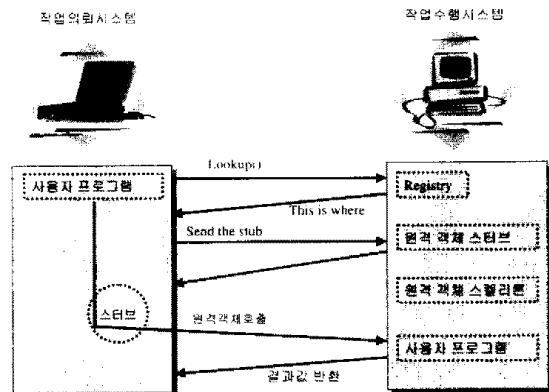 작업의뢰시스템
작업수행시스템
Lookup()
사용자 프로그램
Registry
This is where
Send the stub
원격 객체 스터브
원격 객체 스켈리톤
스터브
원격객체호출
사용자 프로그램
결과값 반환